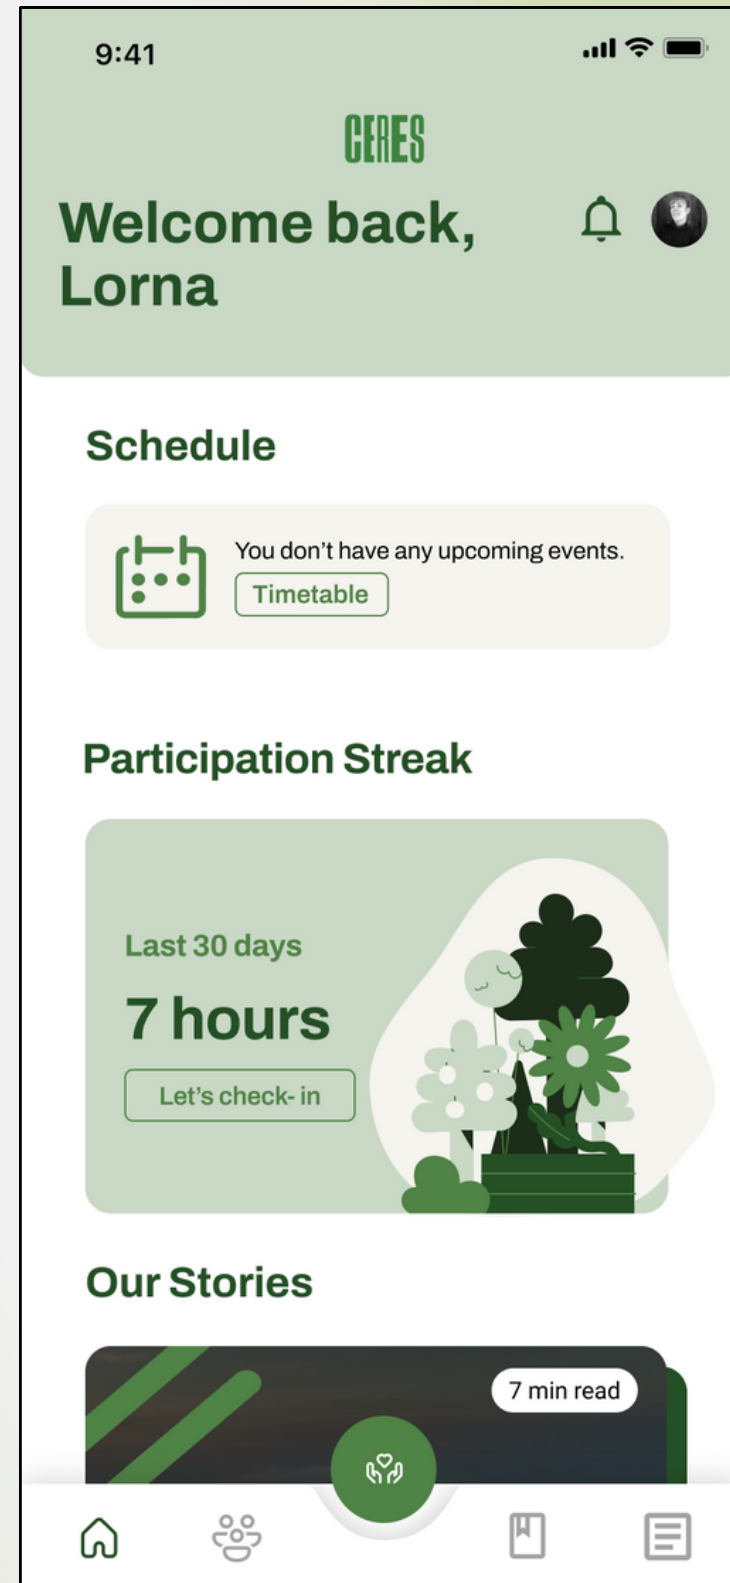 9:41
CERES
Welcome back,
Lorna
Schedule
You don’t have any upcoming events.
Timetable
Participation Streak
Last 30 days
7 hours
Let’s check- in
Our Stories
7 min read